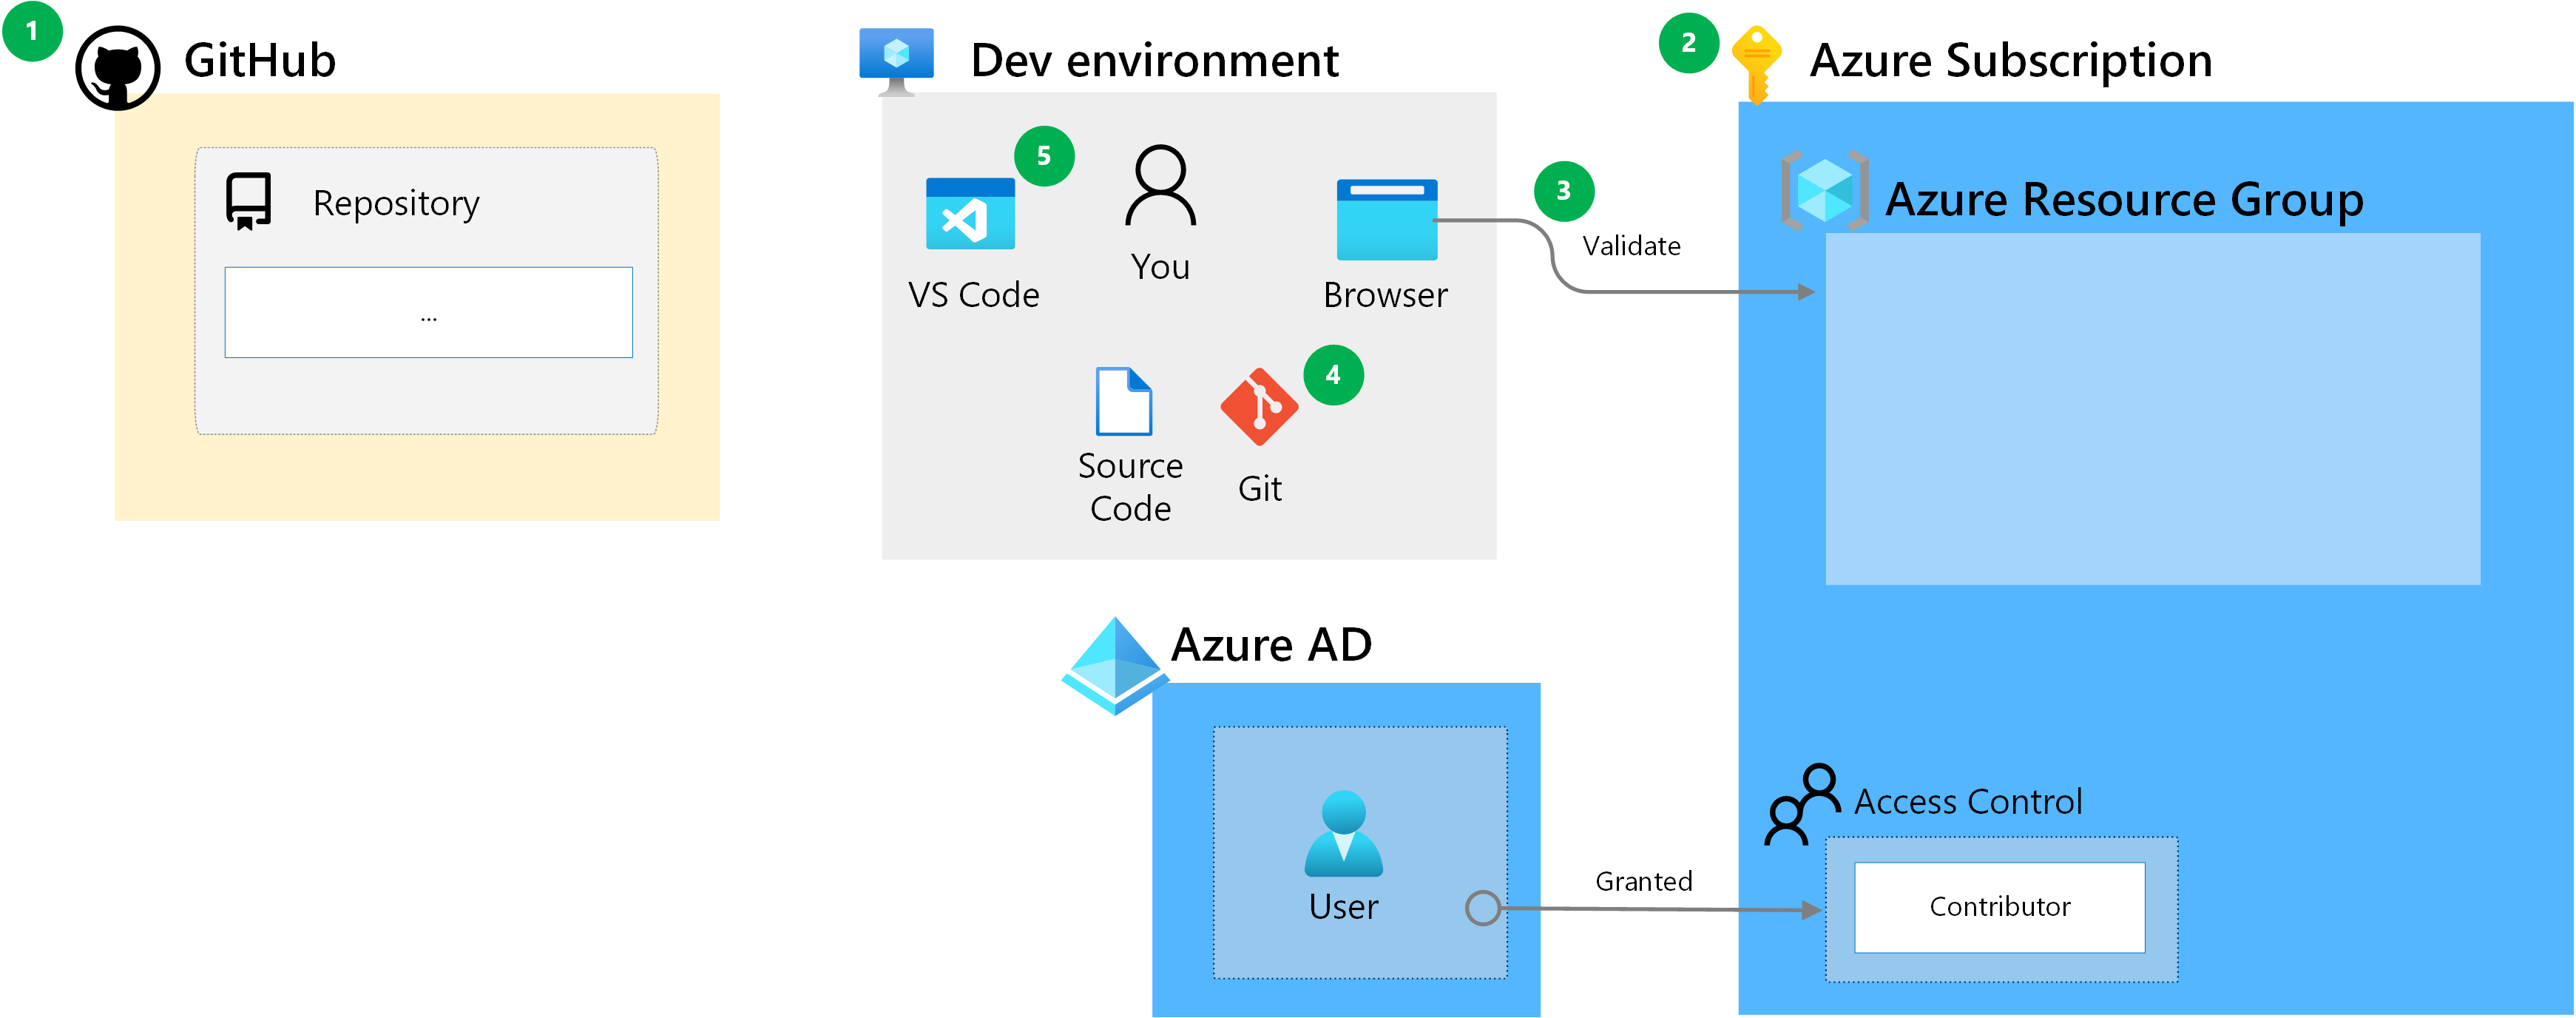 1
GitHub
Repository
...
Dev environment
5
VS Code
You
Browser
Source
Code
4
Git
3
Validate
2
Azure Subscription
Azure Resource Group
Azure AD
User
Granted
Access Control
Contributor